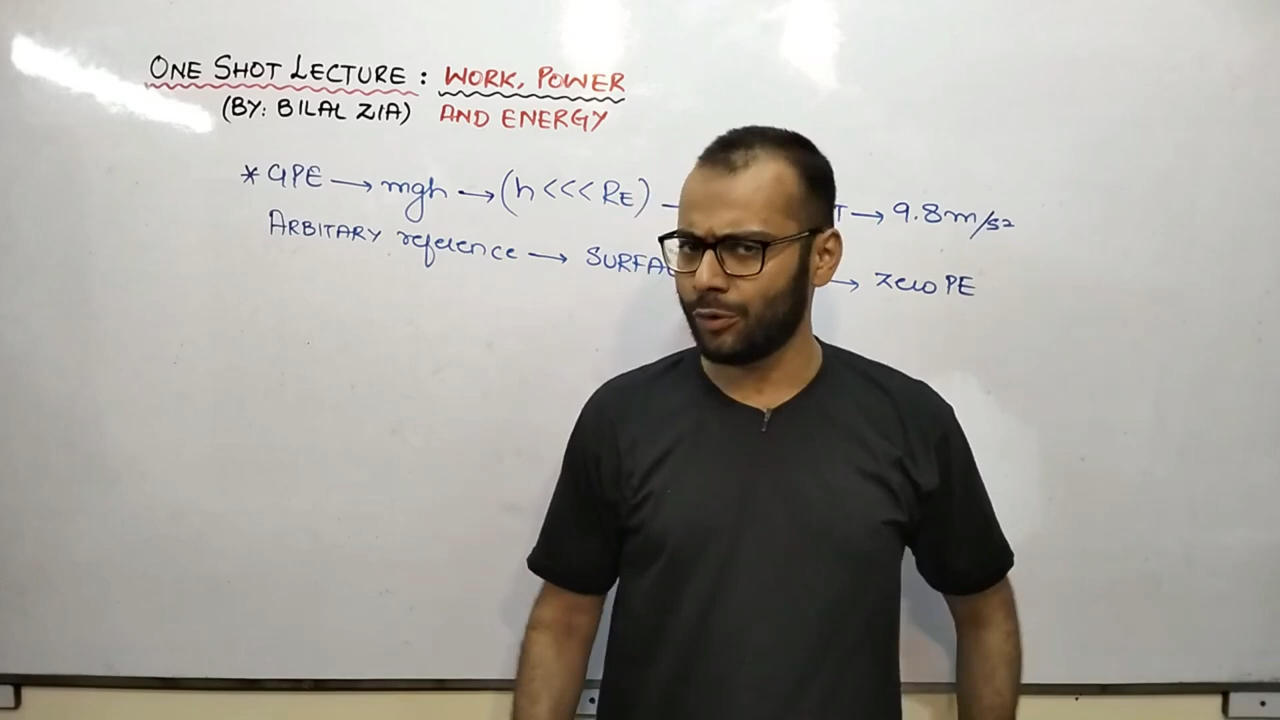 ONE SHOT LECTURE : WORK, POWER
(BY: BILAL ZIA) AND ENERGY
* GPE → mgh → (h <<< RE) → T → 9.8m/s2
ARBITARY reference → SURFA → Zero PE